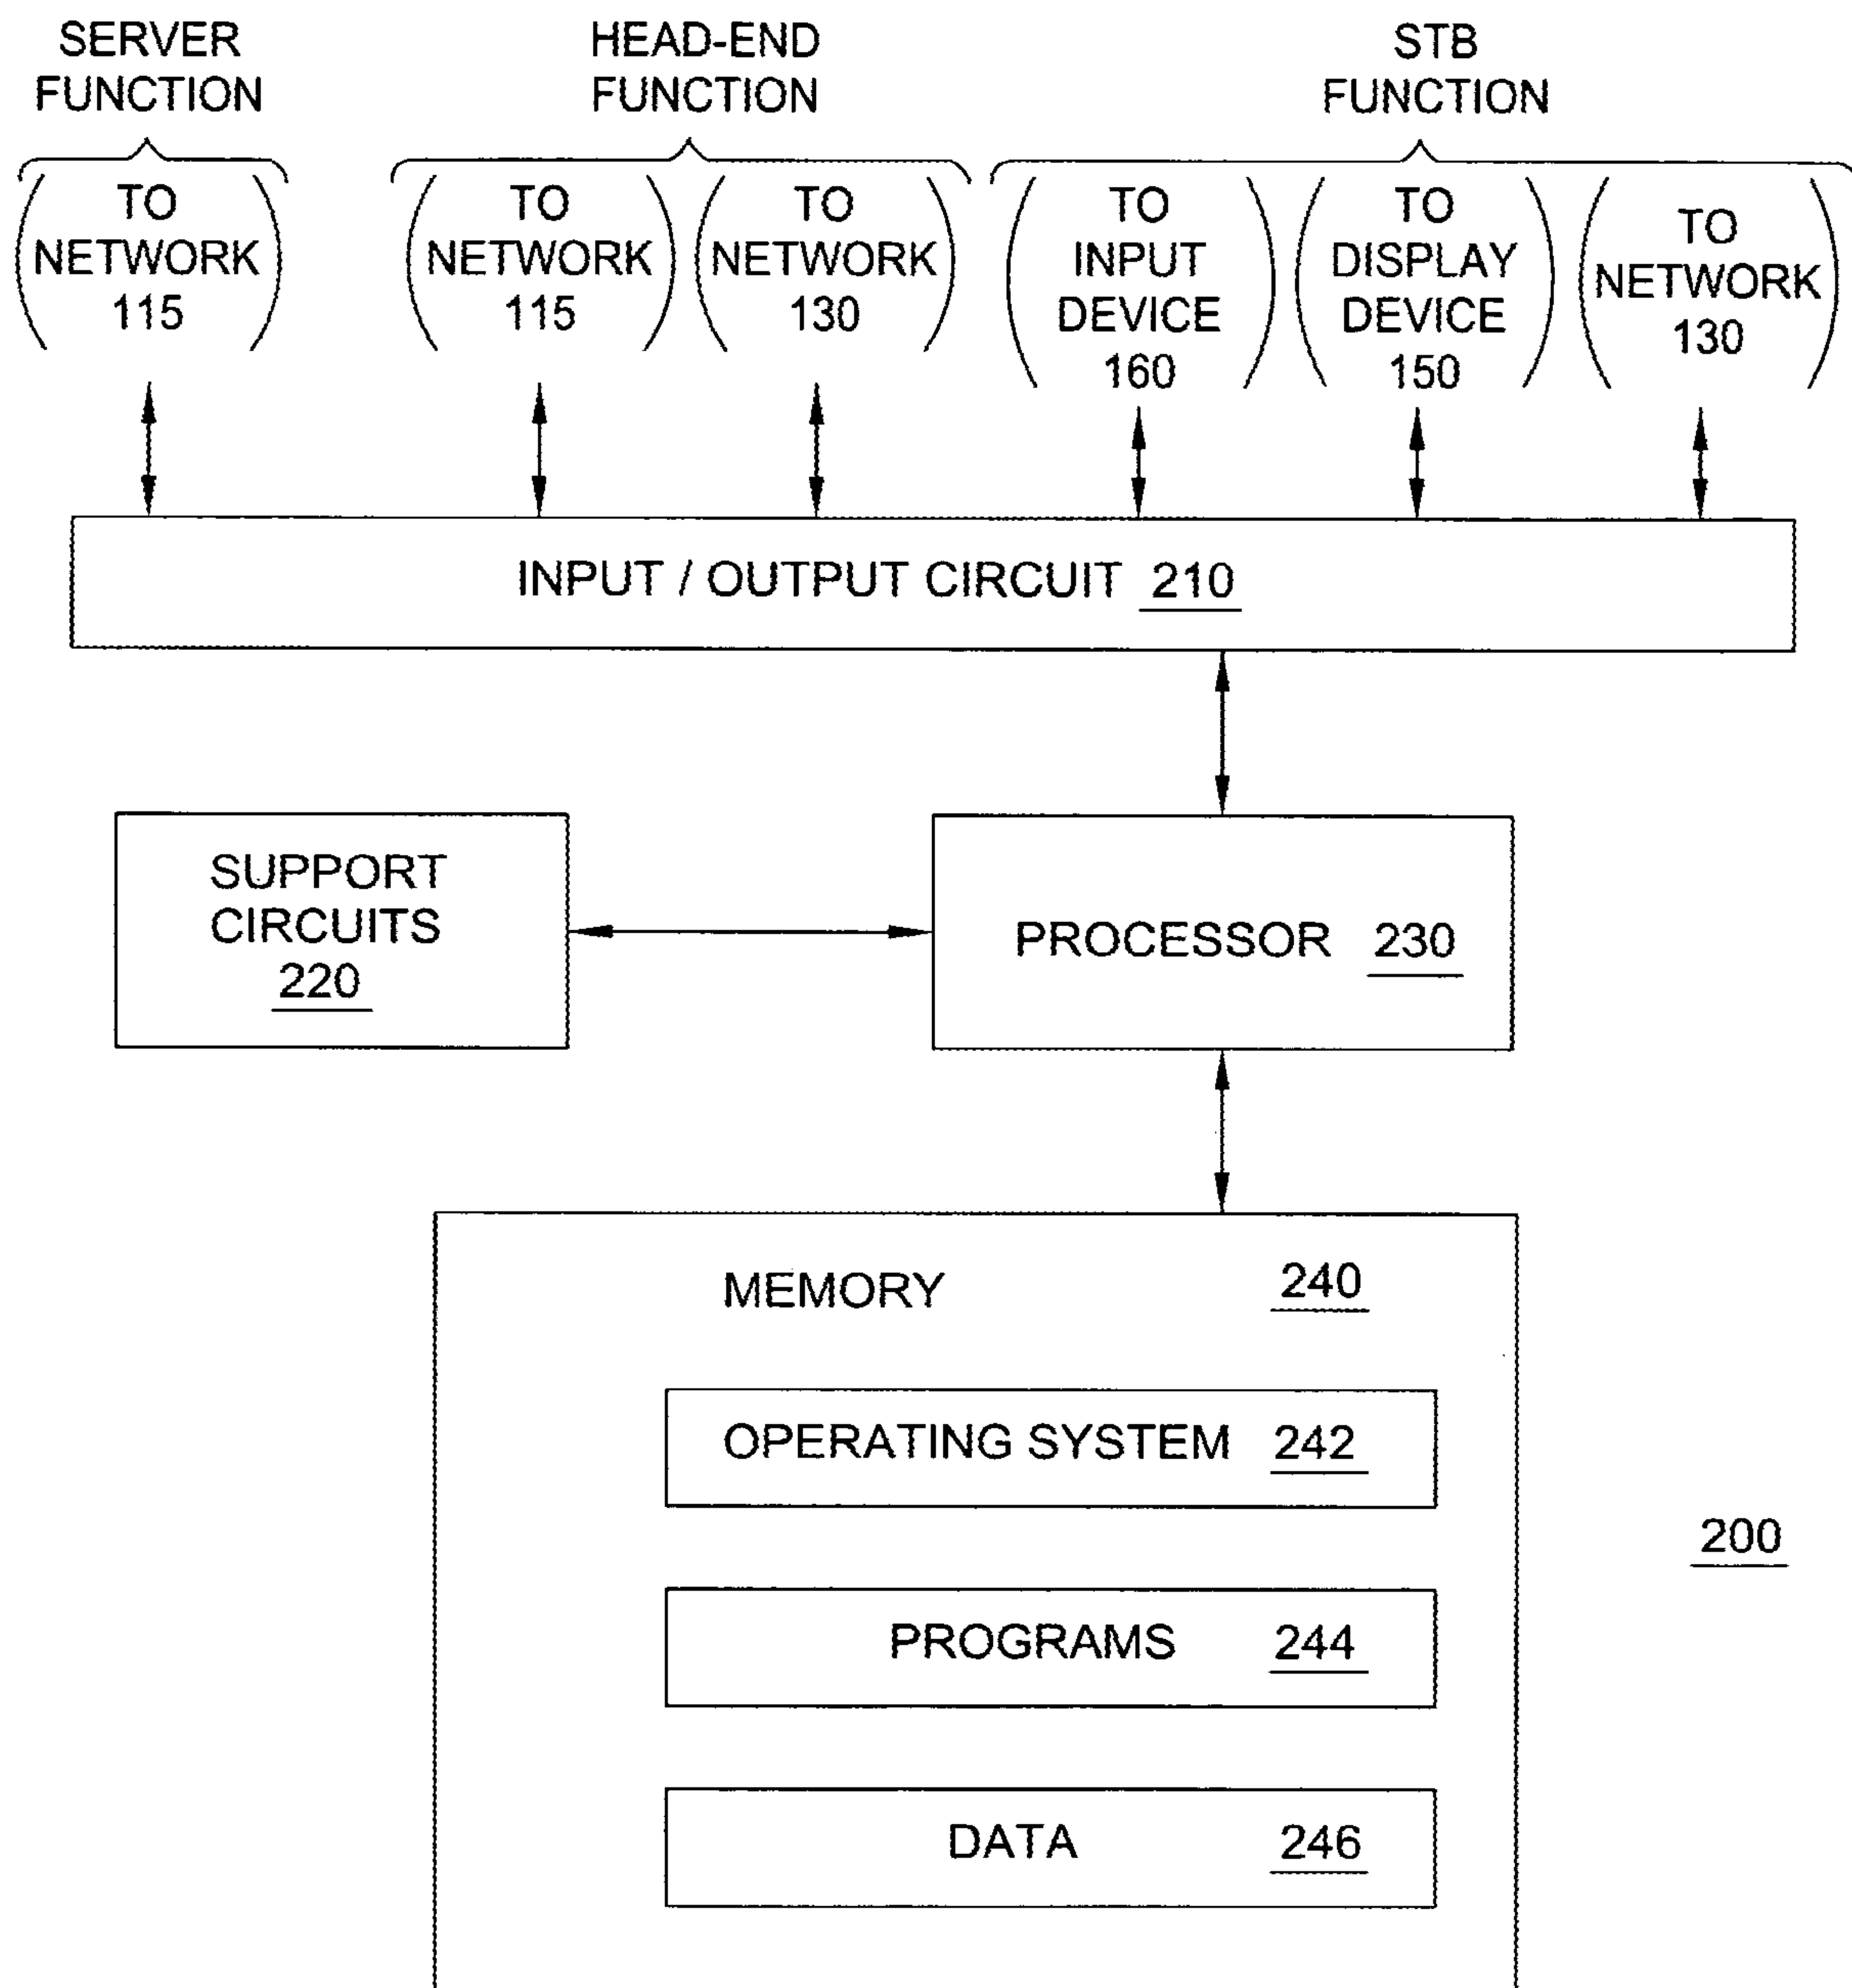 SERVER
FUNCTION
HEAD-END
FUNCTION
STB
FUNCTION
TO
NETWORK
115
TO
NETWORK
115
TO
NETWORK
130
TO
INPUT
DEVICE
160
TO
DISPLAY
DEVICE
150
TO
NETWORK
130
INPUT / OUTPUT CIRCUIT 210
SUPPORT
CIRCUITS
220
PROCESSOR 230
MEMORY 240
OPERATING SYSTEM 242
200
PROGRAMS 244
DATA 246